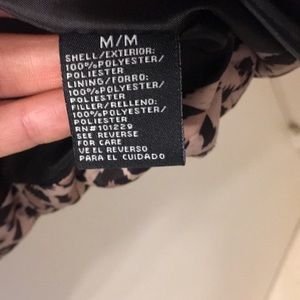 M/M
SHELL/EXTERIOR:
100%POLYESTER/
POLIESTER
LINING/FORRO:
100%POLYESTER/
POLIESTER
FILLER/RELLENO:
100%POLYESTER/
POLIESTER
RN#101229
SEE REVERSE
FOR CARE
VE EL REVERSO
PARA EL CUIDADO